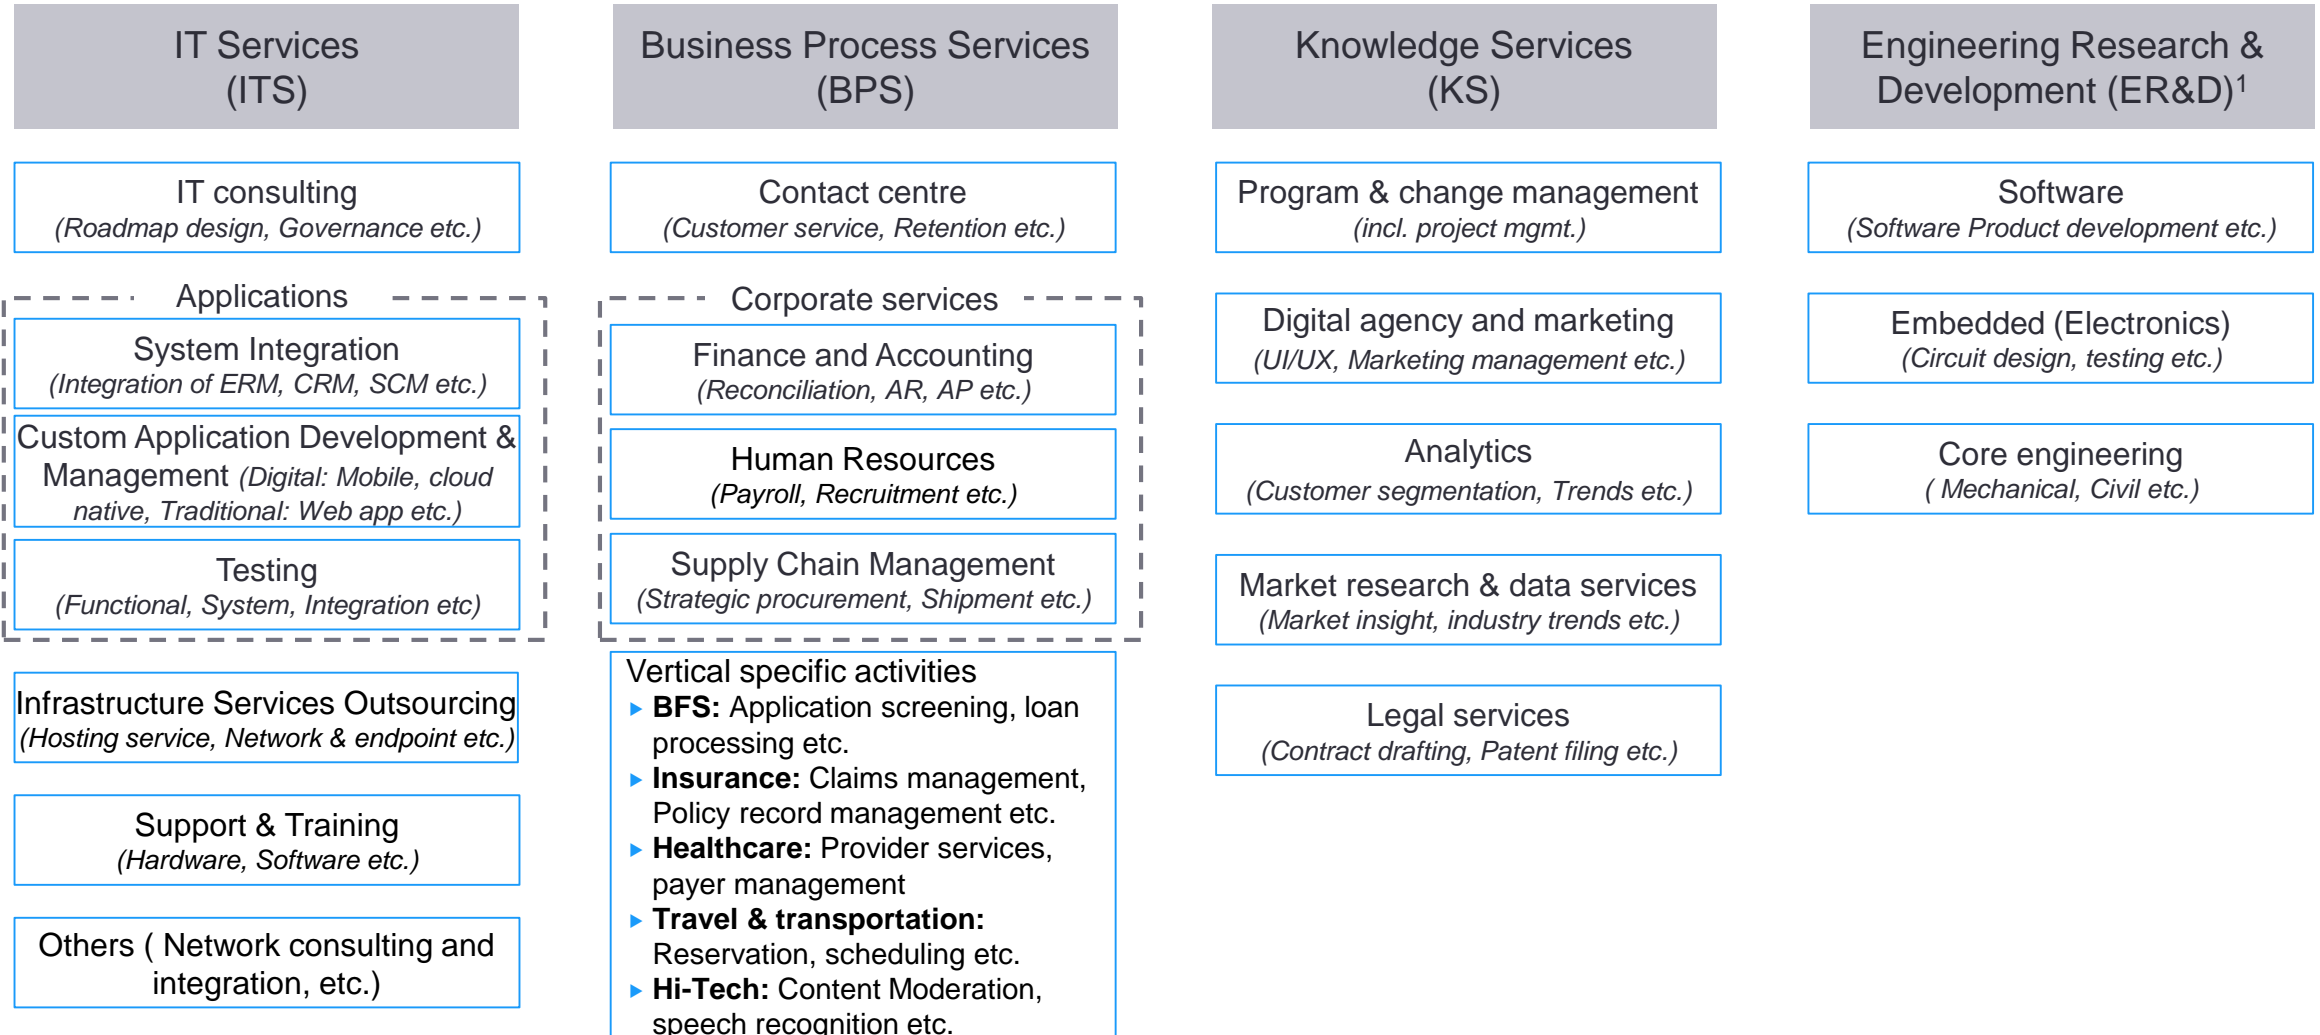 IT Services
(ITS)
IT consulting
(Roadmap design, Governance etc.)
Applications
System Integration
(Integration of ERM, CRM, SCM etc.)
Custom Application Development &
Management (Digital: Mobile, cloud
native, Traditional: Web app etc.)
Testing
(Functional, System, Integration etc)
Infrastructure Services Outsourcing
(Hosting service, Network & endpoint etc.)
Support & Training
(Hardware, Software etc.)
Others ( Network consulting and
integration, etc.)
Business Process Services
(BPS)
Contact centre
(Customer service, Retention etc.)
Corporate services
Finance and Accounting
(Reconciliation, AR, AP etc.)
Human Resources
(Payroll, Recruitment etc.)
Supply Chain Management
(Strategic procurement, Shipment etc.)
Vertical specific activities
BFS: Application screening, loan
processing etc.
Insurance: Claims management,
Policy record management etc.
Healthcare: Provider services,
payer management
Travel & transportation:
Reservation, scheduling etc.
Hi-Tech: Content Moderation,
speech recognition etc.
Knowledge Services
(KS)
Program & change management
(incl. project mgmt.)
Digital agency and marketing
(UI/UX, Marketing management etc.)
Analytics
(Customer segmentation, Trends etc.)
Market research & data services
(Market insight, industry trends etc.)
Legal services
(Contract drafting, Patent filing etc.)
Engineering Research &
Development (ER&D)¹
Software
(Software Product development etc.)
Embedded (Electronics)
(Circuit design, testing etc.)
Core engineering
( Mechanical, Civil etc.)